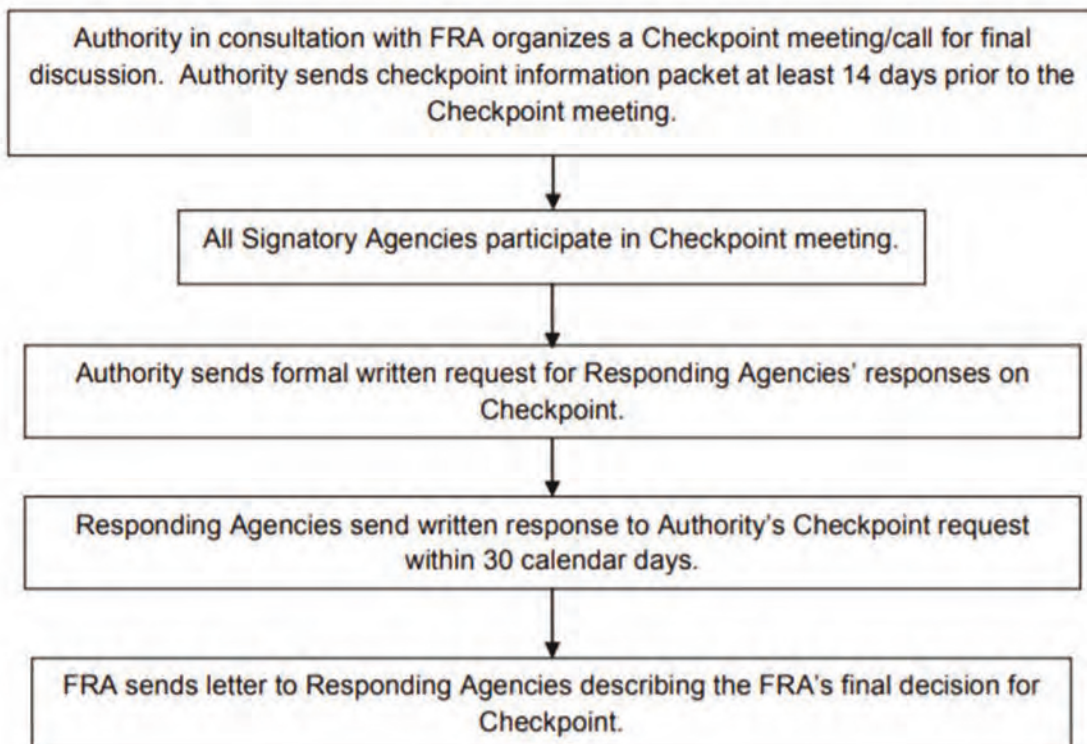 Authority in consultation with FRA organizes a Checkpoint meeting/call for final
discussion. Authority sends checkpoint information packet at least 14 days prior to the
Checkpoint meeting.
All Signatory Agencies participate in Checkpoint meeting.
Authority sends formal written request for Responding Agencies' responses on
Checkpoint.
Responding Agencies send written response to Authority's Checkpoint request
within 30 calendar days.
FRA sends letter to Responding Agencies describing the FRA's final decision for
Checkpoint.